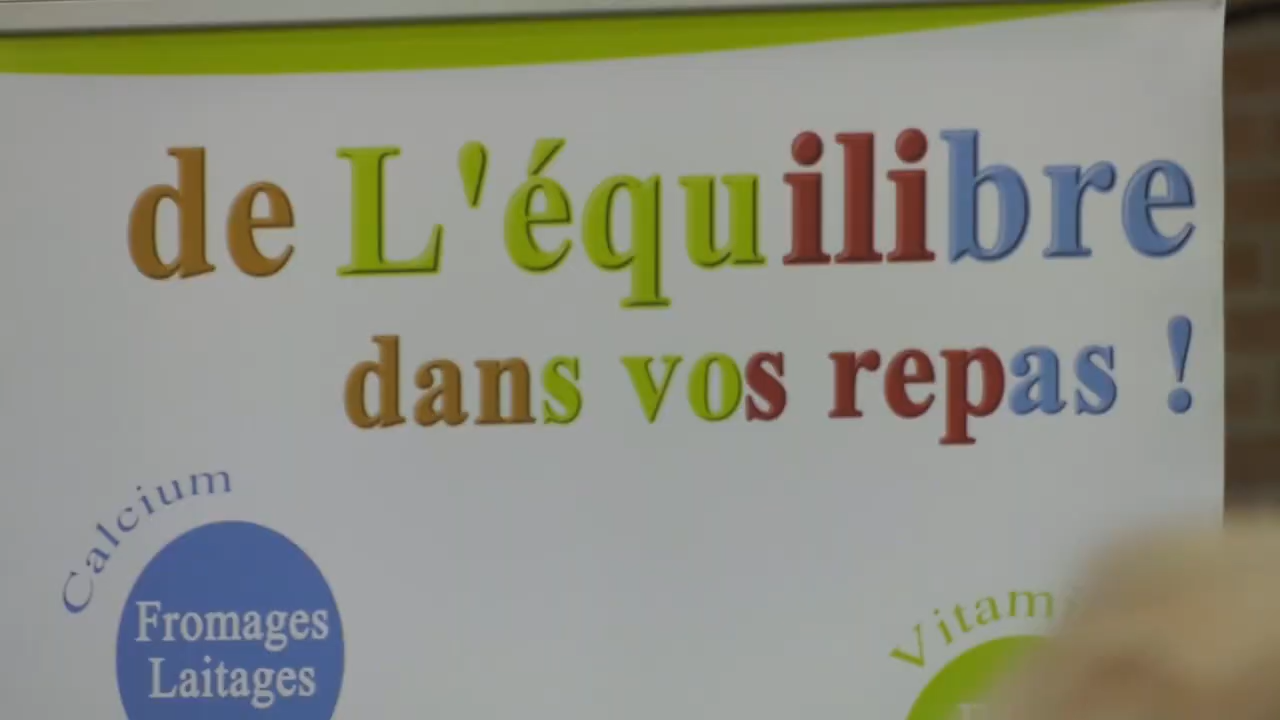 de L'équilibre
dans vos repas !
Calcium
Fromages
Laitages